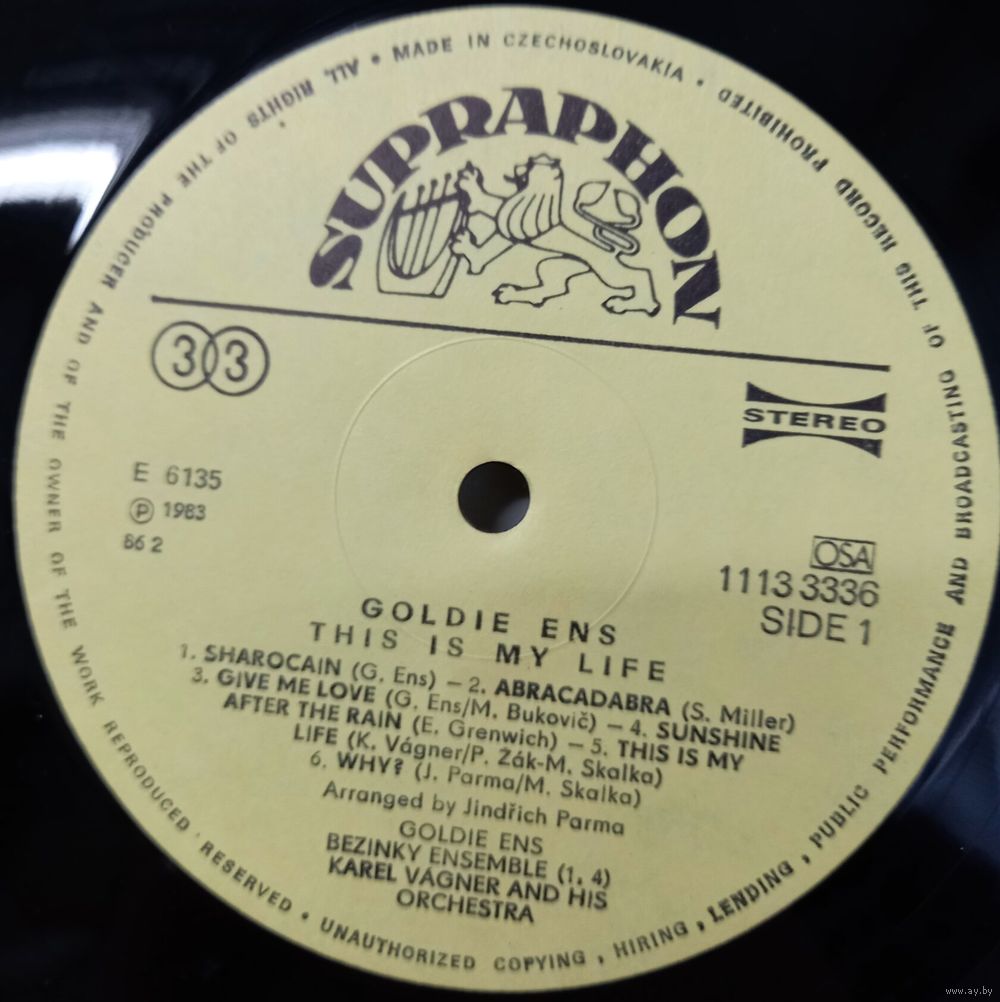 ALL RIGHTS OF THE PRODUCER AND OF THE OWNER OF THE WORK REPRODUCED · RESERVED • UNAUTHORIZED COPYING, HIRING, LENDING, PUBLIC PERFORMANCE AND BROADCASTING OF THIS RECORD PROHIBITED • MADE IN CZECHOSLOVAKIA •
SUPRAPHON
33
STEREO
E 6135
Ⓟ 1983
86 2
OSA
1113 3336
SIDE 1
GOLDIE ENS
THIS IS MY LIFE
1. SHAROCAIN (G. Ens) – 2. ABRACADABRA (S. Miller)
3. GIVE ME LOVE (G. Ens/M. Bukovič) – 4. SUNSHINE
AFTER THE RAIN (E. Grenwich) – 5. THIS IS MY
LIFE (K. Vágner/P. Žák-M. Skalka)
6. WHY? (J. Parma/M. Skalka)
Arranged by Jindřich Parma
GOLDIE ENS
BEZINKY ENSEMBLE (1, 4)
KAREL VÁGNER AND HIS
ORCHESTRA
www.ay.by